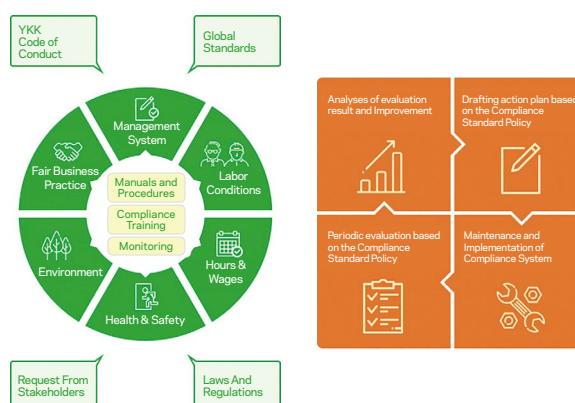 YKK
Code of
Conduct
Global
Standards
Management
System
Fair Business
Practice
Labor
Conditions
Manuals and
Procedures
Compliance
Training
Monitoring
Environment
Hours &
Wages
Health & Safety
Request From
Stakeholders
Laws And
Regulations
Analyses of evaluation
result and Improvement
Drafting action plan based
on the Compliance
Standard Policy
Periodic evaluation based
on the Compliance
Standard Policy
Maintenance and
Implementation of
Compliance System